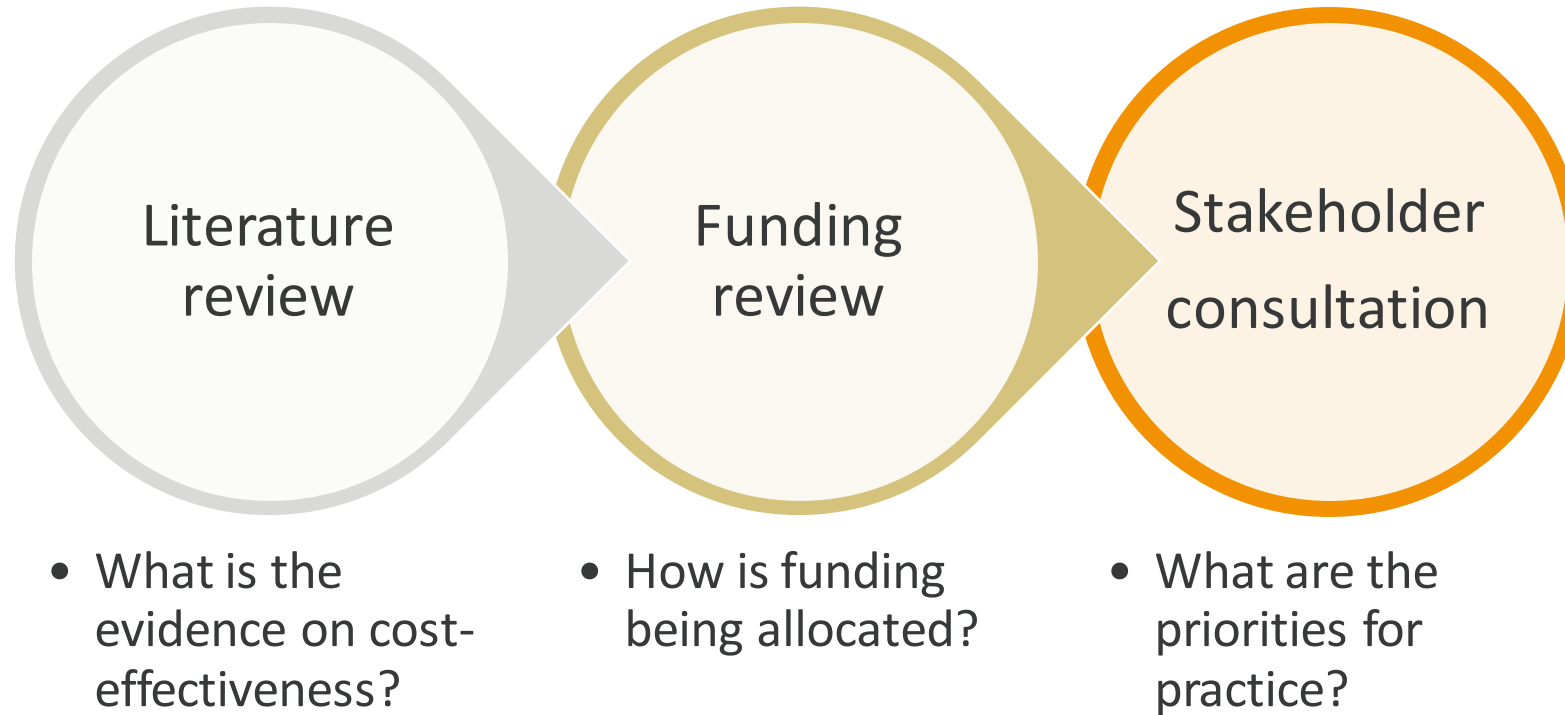 Literature
review
Funding
review
Stakeholder
consultation
• What is the
evidence on cost-
effectiveness?
• How is funding
being allocated?
• What are the
priorities for
practice?